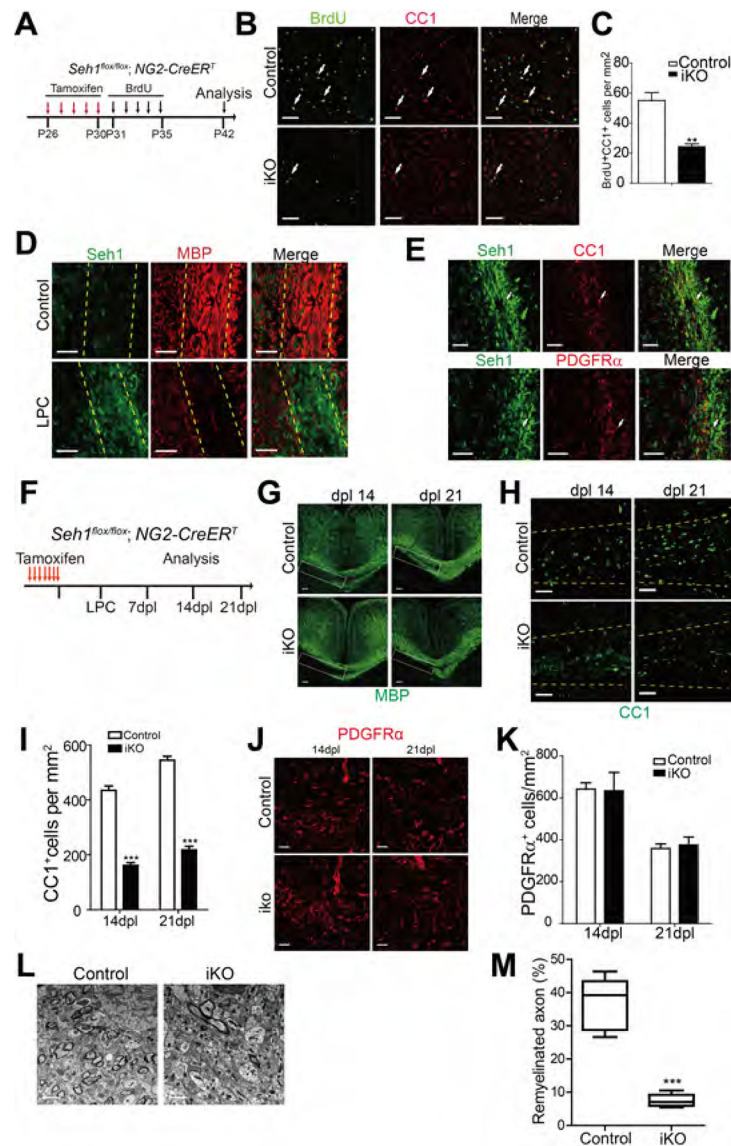 A
Seh1flox/flox; NG2-CreERT
Tamoxifen BrdU Analysis
P26 P30 P31 P35 P42
B
BrdU CC1 Merge
Control
iKO
C
Control
iKO
BrdU+CC1+ cells per mm2
80
60
40
20
0
**
D
Seh1 MBP Merge
Control
LPC
E
Seh1 CC1 Merge
Seh1 PDGFRα Merge
F
Seh1flox/flox; NG2-CreERT
Tamoxifen Analysis
LPC 7dpl 14dpl 21dpl
G
dpl 14 dpl 21
Control
iKO
MBP
H
dpl 14 dpl 21
Control
iKO
CC1
I
Control
iKO
CC1+cells per mm2
600
400
200
0
*** ***
14dpl 21dpl
J
PDGFRα
14dpl 21dpl
Control
iko
K
Control
iKO
PDGFRα+ cells/mm2
14dpl 21dpl
L
Control iKO
M
Remyelinated axon (%)
50
40
30
20
10
0
***
Control iKO